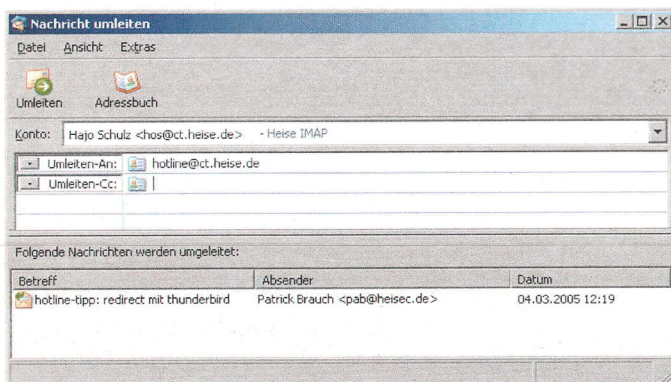 Nachricht umleiten
Datei Ansicht Extras
Umleiten Adressbuch
Konto: Hajo Schulz <hos@ct.heise.de> - Heise IMAP
Umleiten-An: hotline@ct.heise.de
Umleiten-Cc:
Folgende Nachrichten werden umgeleitet:
Betreff Absender Datum
hotline-tipp: redirect mit thunderbird Patrick Brauch <pab@heisec.de> 04.03.2005 12:19